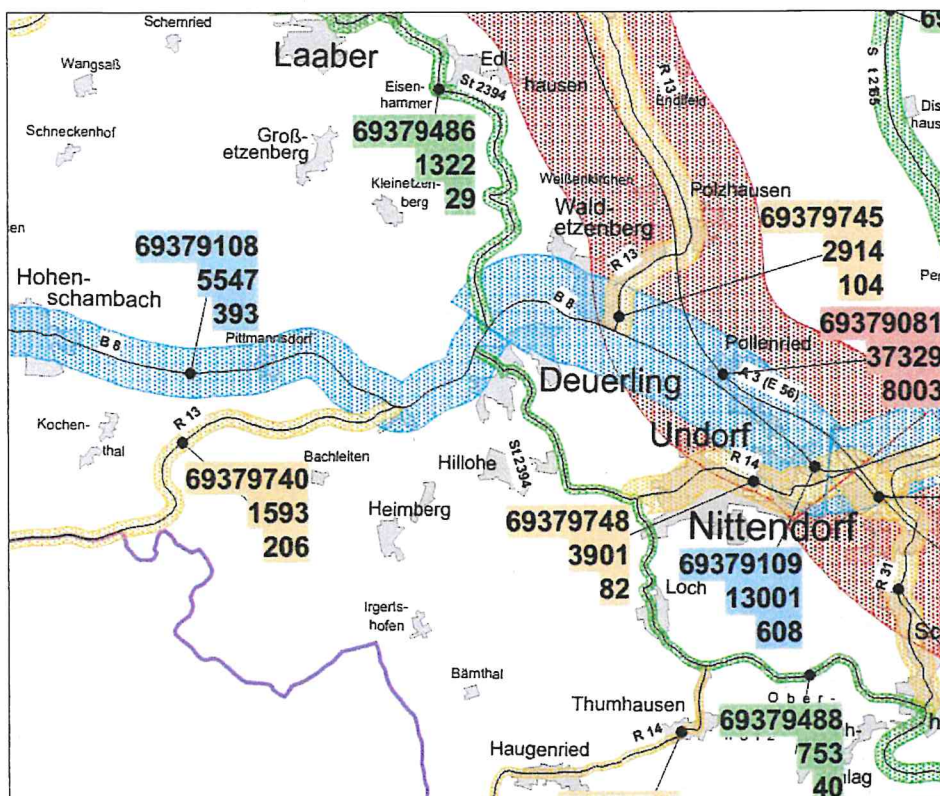 Schernried
Laaber
Wangsaß
Edl-
hausen
Eisen-
hammer
St 2394
R 13
Endlfeld
S t 2165
Schneckenhof
Groß-
etzenberg
69379486
1322
29
Kleinetzen-
berg
Weißenkirchen
Polzhausen
Wald-
etzenberg
69379745
2914
104
69379108
5547
393
Hohen-
schambach
R 13
B 8
B 8
Pittmannsdorf
Pollenried
69379081
37329
8003
A 3 (E 56)
Deuerling
R 13
Kochen-
thal
Undorf
Bachleiten
Hillohe
St 2394
R 14
69379740
1593
206
Heimberg
69379748
3901
82
Nittendorf
69379109
13001
608
Loch
R 31
Irgerts-
hofen
Bärnthal
Thumhausen
R 14
Haugenried
O b e r -
69379488
753
40